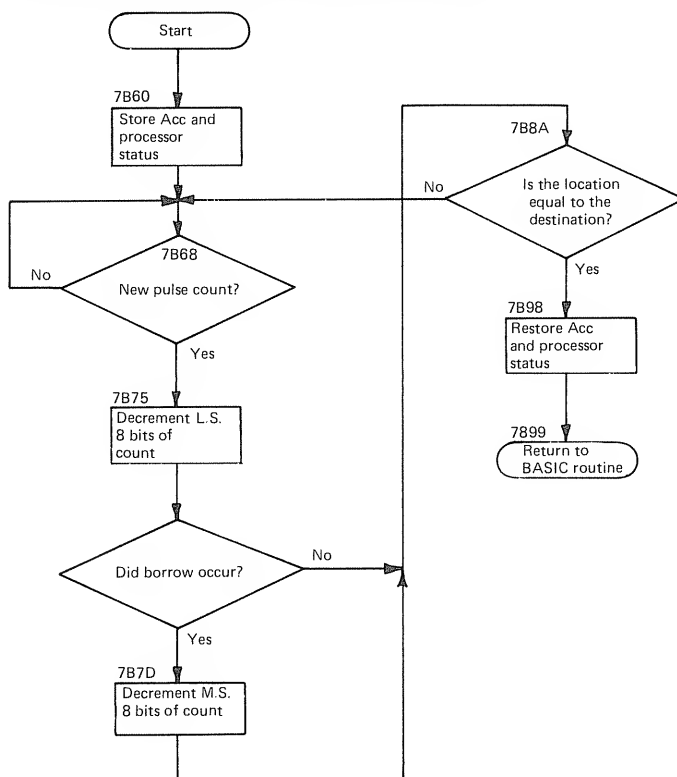 Start
7B60
Store Acc and
processor
status
7B68
New pulse count?
No
Yes
7B75
Decrement L.S.
8 bits of
count
Did borrow occur?
No
Yes
7B7D
Decrement M.S.
8 bits of count
7B8A
Is the location
equal to the
destination?
No
Yes
7B98
Restore Acc
and processor
status
7899
Return to
BASIC routine